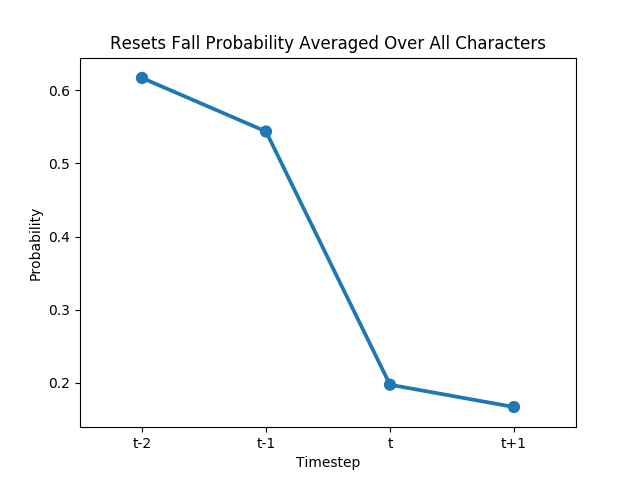 Resets Fall Probability Averaged Over All Characters
0.6
0.5
0.4
0.3
0.2
Probability
t-2 t-1 t t+1
Timestep